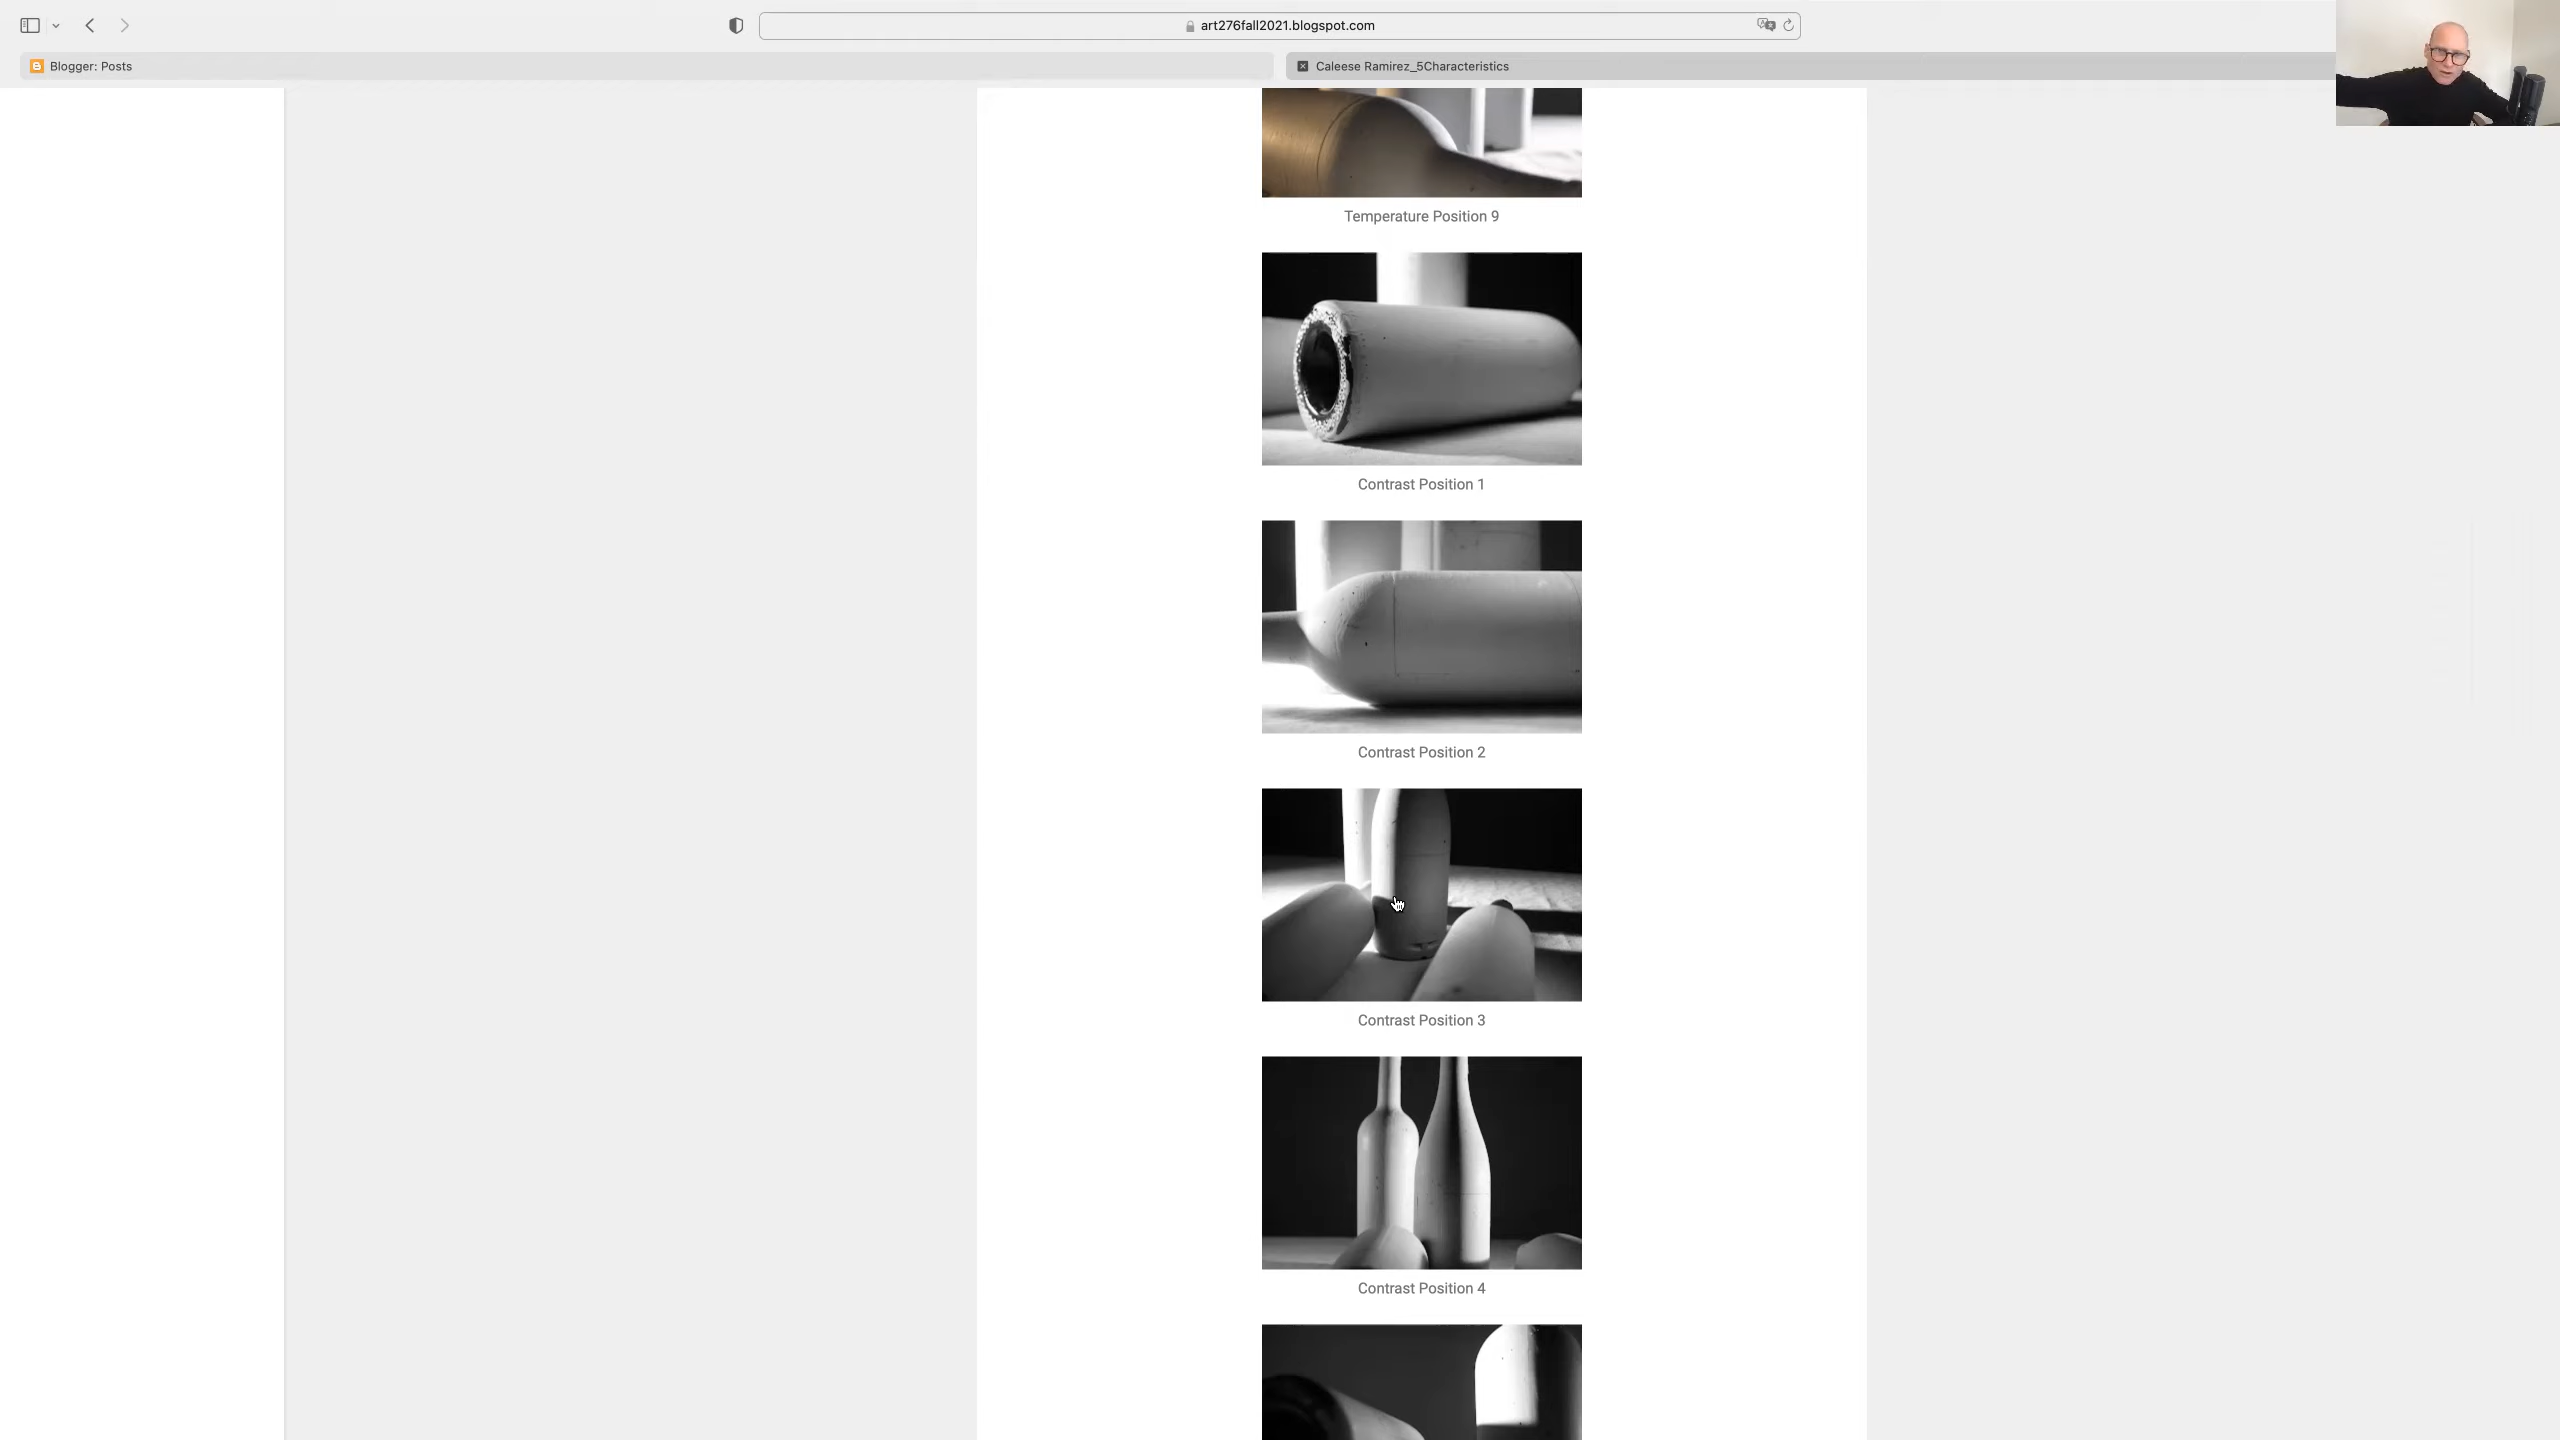 art276fall2021.blogspot.com
Blogger: Posts
Caleese Ramirez_5Characteristics
Temperature Position 9
Contrast Position 1
Contrast Position 2
Contrast Position 3
Contrast Position 4